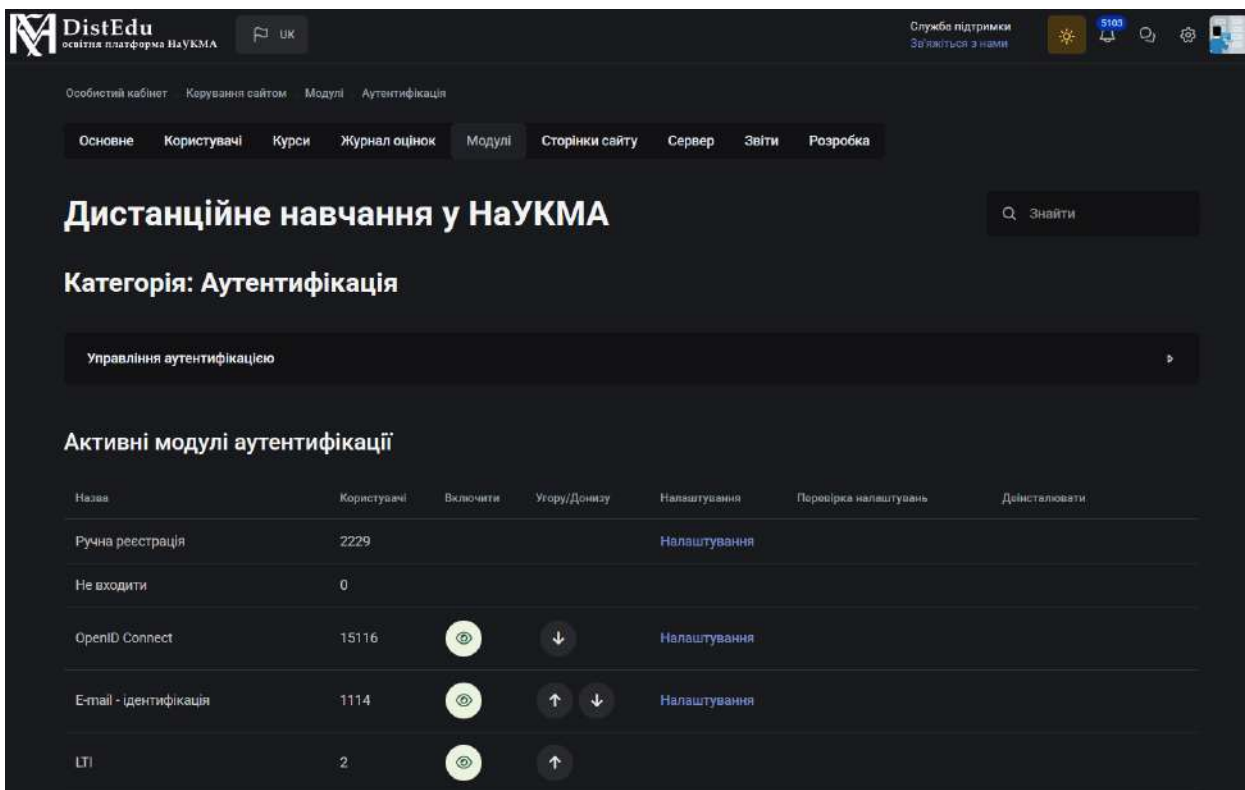 DistEdu
освітня платформа НаУКМА
UK
Служба підтримки
Зв'яжіться з нами
5103
Особистий кабінет Керування сайтом Модулі Аутентифікація
Основне Користувачі Курси Журнал оцінок Модулі Сторінки сайту Сервер Звіти Розробка
Дистанційне навчання у НаУКМА
Знайти
Категорія: Аутентифікація
Управління аутентифікацією
Активні модулі аутентифікації
Назва Користувачі Включити Угору/Донизу Налаштування Перевірка налаштувань Деінсталювати
Ручна реєстрація 2229 Налаштування
Не входити 0
OpenID Connect 15116 Налаштування
E-mail - ідентифікація 1114 Налаштування
LTI 2